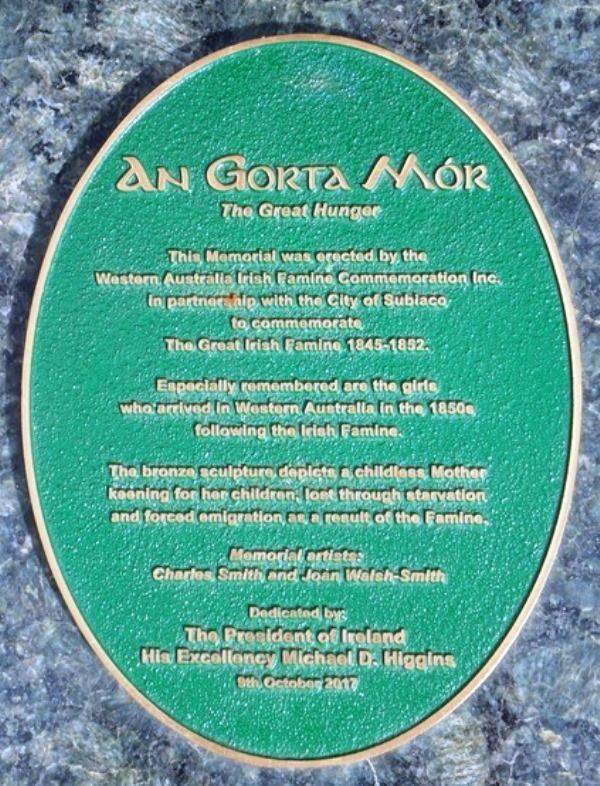 An Gorta Mór
The Great Hunger
This Memorial was erected by the
Western Australia Irish Famine Commemoration Inc.
in partnership with the City of Subiaco
to commemorate
The Great Irish Famine 1845-1852.
Especially remembered are the girls
who arrived in Western Australia in the 1850s
following the Irish Famine.
The bronze sculpture depicts a childless Mother
keening for her children, lost through starvation
and forced emigration as a result of the Famine.
Memorial artists:
Charles Smith and Joan Walsh-Smith
Dedicated by:
The President of Ireland
His Excellency Michael D. Higgins
9th October 2017